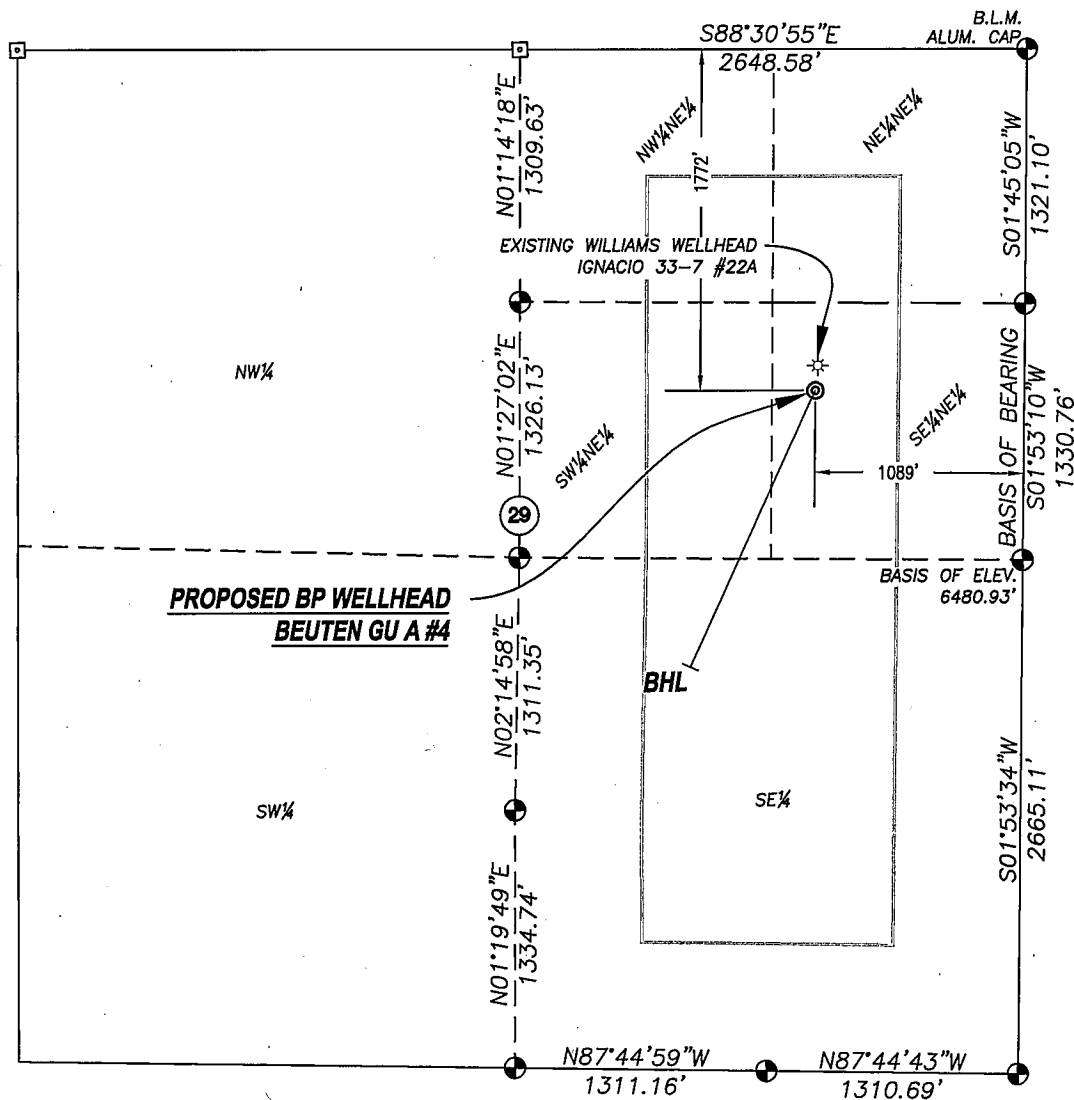 B.L.M.
ALUM. CAP
S88°30'55"E
2648.58'
N01°14'18"E
1309.63'
NW¼NE¼
NE¼NE¼
S01°45'05"W
1321.10'
1772'
EXISTING WILLIAMS WELLHEAD
IGNACIO 33-7 #22A
NW¼
N01°27'02"E
1326.13'
SW¼NE¼
SE¼NE¼
BASIS OF BEARING
S01°53'10"W
1330.76'
1089'
29
BASIS OF ELEV.
6480.93'
PROPOSED BP WELLHEAD
BEUTEN GU A #4
N02°14'58"E
1311.35'
BHL
SW¼
SE¼
S01°53'34"W
2665.11'
N01°19'49"E
1334.74'
N87°44'59"W
1311.16'
N87°44'43"W
1310.69'